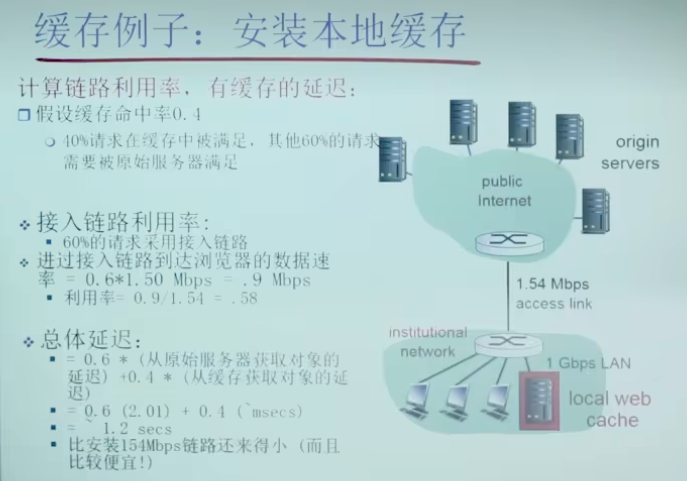 缓存例子：安装本地缓存
计算链路利用率，有缓存的延迟：
假设缓存命中率0.4
40%请求在缓存中被满足，其他60%的请求
需要被原始服务器满足
接入链路利用率:
60%的请求采用接入链路
进过接入链路到达浏览器的数据速
率 = 0.6*1.50 Mbps = .9 Mbps
利用率= 0.9/1.54 = .58
总体延迟:
= 0.6 * (从原始服务器获取对象的
延迟) +0.4 * (从缓存获取对象的延
迟)
= 0.6 (2.01) + 0.4 (~msecs)
= ~ 1.2 secs
比安装154Mbps链路还来得小 (而且
比较便宜!)
origin
servers
public
Internet
1.54 Mbps
access link
institutional
network
1 Gbps LAN
local web
cache